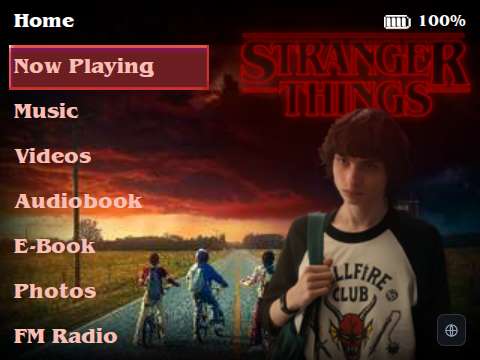 Home
100%
STRANGER
THINGS
Now Playing
Music
Videos
Audiobook
E-Book
Photos
FM Radio
HELLFIRE
CLUB